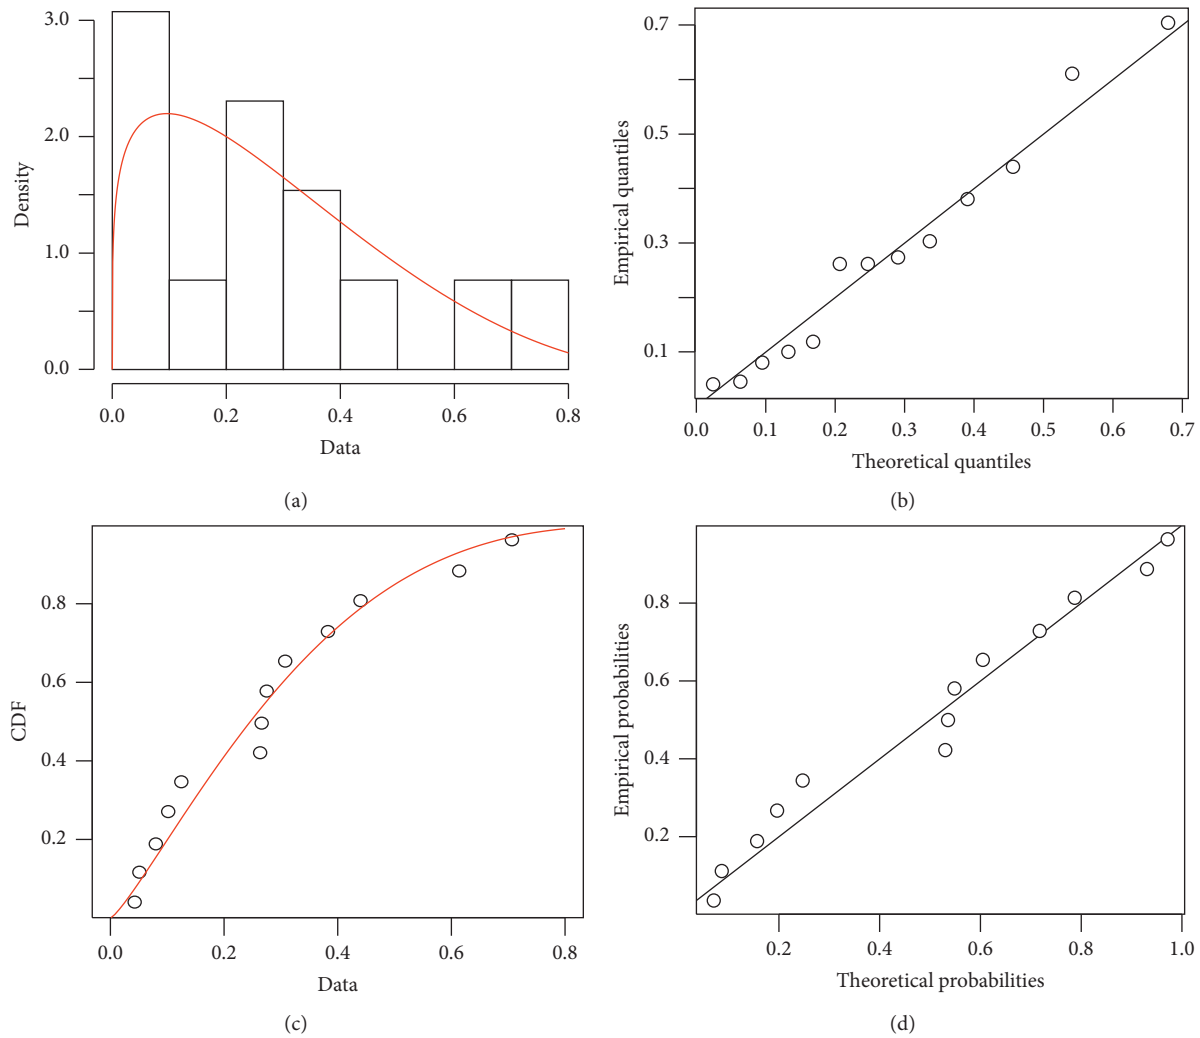 3.0
2.0
1.0
0.0
Density
0.0 0.2 0.4 0.6 0.8
Data
(a)
0.7
0.5
0.3
0.1
Empirical quantiles
0.0 0.1 0.2 0.3 0.4 0.5 0.6 0.7
Theoretical quantiles
(b)
0.8
0.6
0.4
0.2
CDF
0.0 0.2 0.4 0.6 0.8
Data
(c)
0.8
0.6
0.4
0.2
Empirical probabilities
0.2 0.4 0.6 0.8 1.0
Theoretical probabilities
(d)